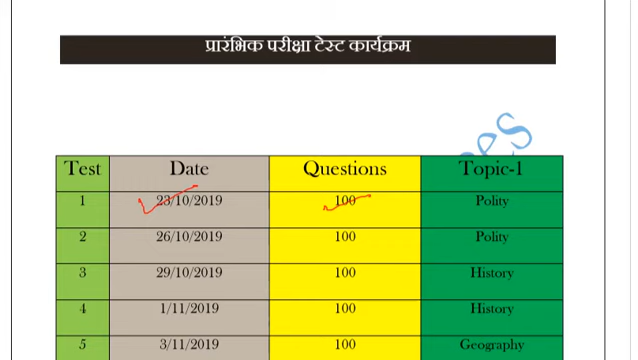 प्रारंभिक परीक्षा टेस्ट कार्यक्रम
Test Date Questions Topic-1
1 23/10/2019 100 Polity
2 26/10/2019 100 Polity
3 29/10/2019 100 History
4 1/11/2019 100 History
5 3/11/2019 100 Geography